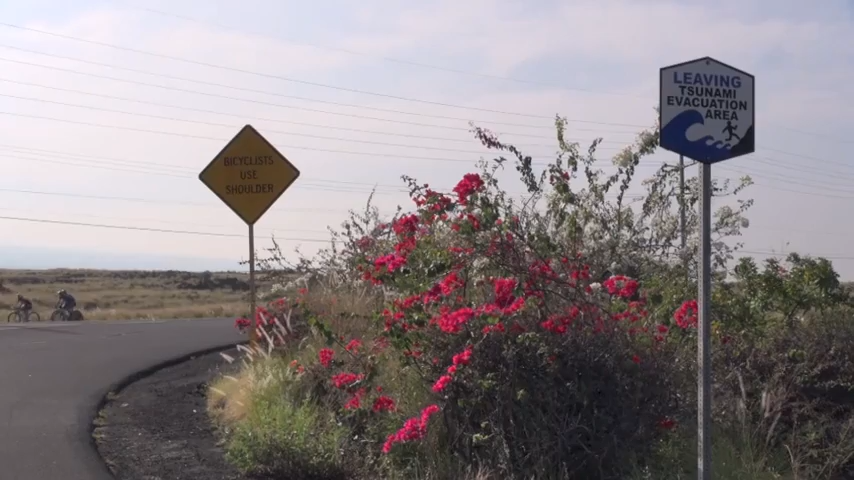 BICYCLISTS
USE
SHOULDER
LEAVING
TSUNAMI
EVACUATION
AREA